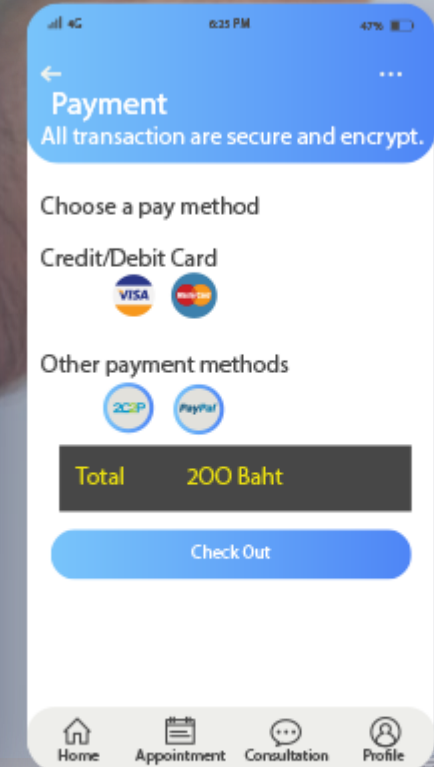 4G 6:25 PM 47%
Payment
All transaction are secure and encrypt.
Choose a pay method
Credit/Debit Card
VISA MasterCard
Other payment methods
2C2P PayPal
Total 200 Baht
Check Out
Home Appointment Consultation Profile